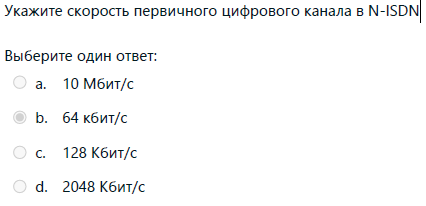 Укажите скорость первичного цифрового канала в N-ISDN
Выберите один ответ:
a. 10 Мбит/с
b. 64 кбит/с
c. 128 Кбит/с
d. 2048 Кбит/с